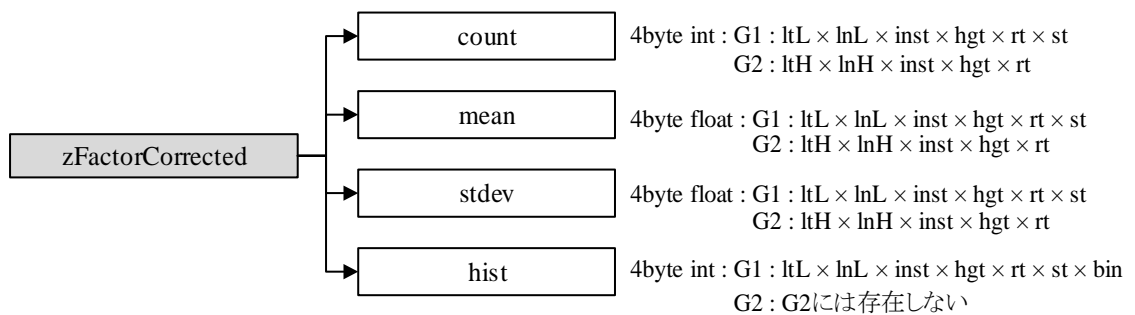 count
4byte int : G1 : ltL × lnL × inst × hgt × rt × st
G2 : ltH × lnH × inst × hgt × rt
mean
4byte float : G1 : ltL × lnL × inst × hgt × rt × st
G2 : ltH × lnH × inst × hgt × rt
zFactorCorrected
stdev
4byte float : G1 : ltL × lnL × inst × hgt × rt × st
G2 : ltH × lnH × inst × hgt × rt
hist
4byte int : G1 : ltL × lnL × inst × hgt × rt × st × bin
G2 : G2には存在しない